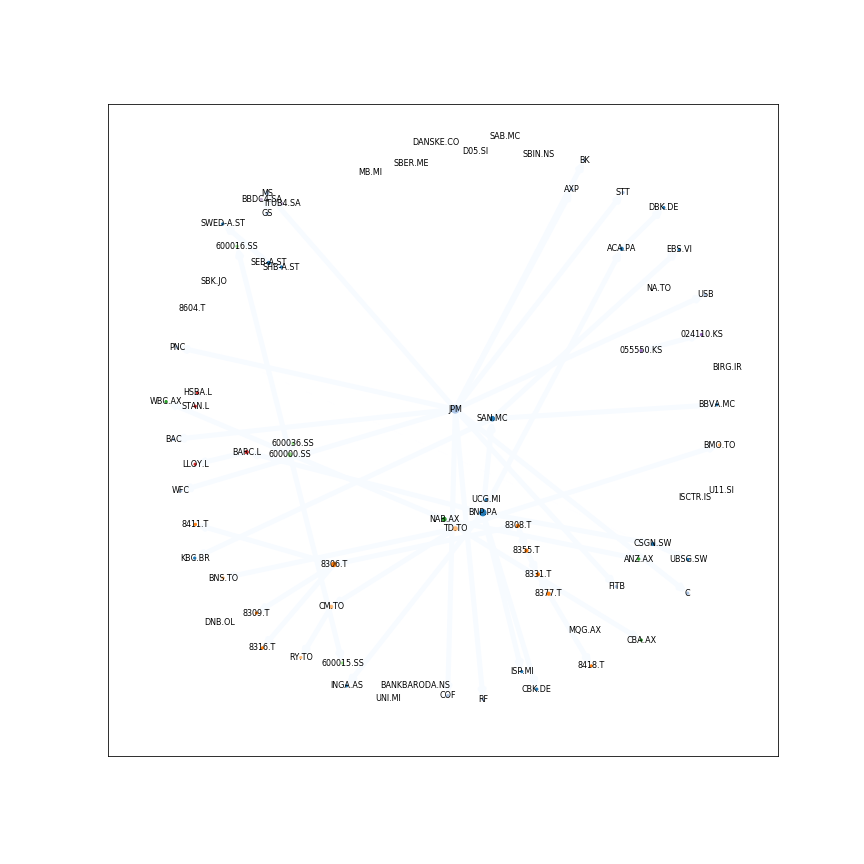 SAB.MC
DANSKE.CO
D05.SI
SBIN.NS
BK
SBER.ME
MB.MI
AXP
STT
MS
BBDC4.SA
ITUB4.SA
DBK.DE
GS
SWED-A.ST
600016.SS
ACA.PA
EBS.VI
SEB-A.ST
SHB-A.ST
SBK.JO
NA.TO
USB
8604.T
024110.KS
PNC
055550.KS
BIRG.IR
HSBA.L
WBC.AX
STAN.L
BBVA.MC
JPM
SAN.MC
BAC
600036.SS
BMO.TO
BARC.L
600000.SS
LLOY.L
WFC
U11.SI
ISCTR.IS
UCG.MI
BNP.PA
NAB.AX
8411.T
TD.TO
8308.T
CSGN.SW
8355.T
KBC.BR
ANZ.AX
UBSG.SW
8306.T
8331.T
BNS.TO
FITB
8377.T
C
CM.TO
8309.T
DNB.OL
MQG.AX
CBA.AX
8316.T
RY.TO
600015.SS
8418.T
ISP.MI
INGA.AS
BANKBARODA.NS
CBK.DE
UNI.MI
COF
RF